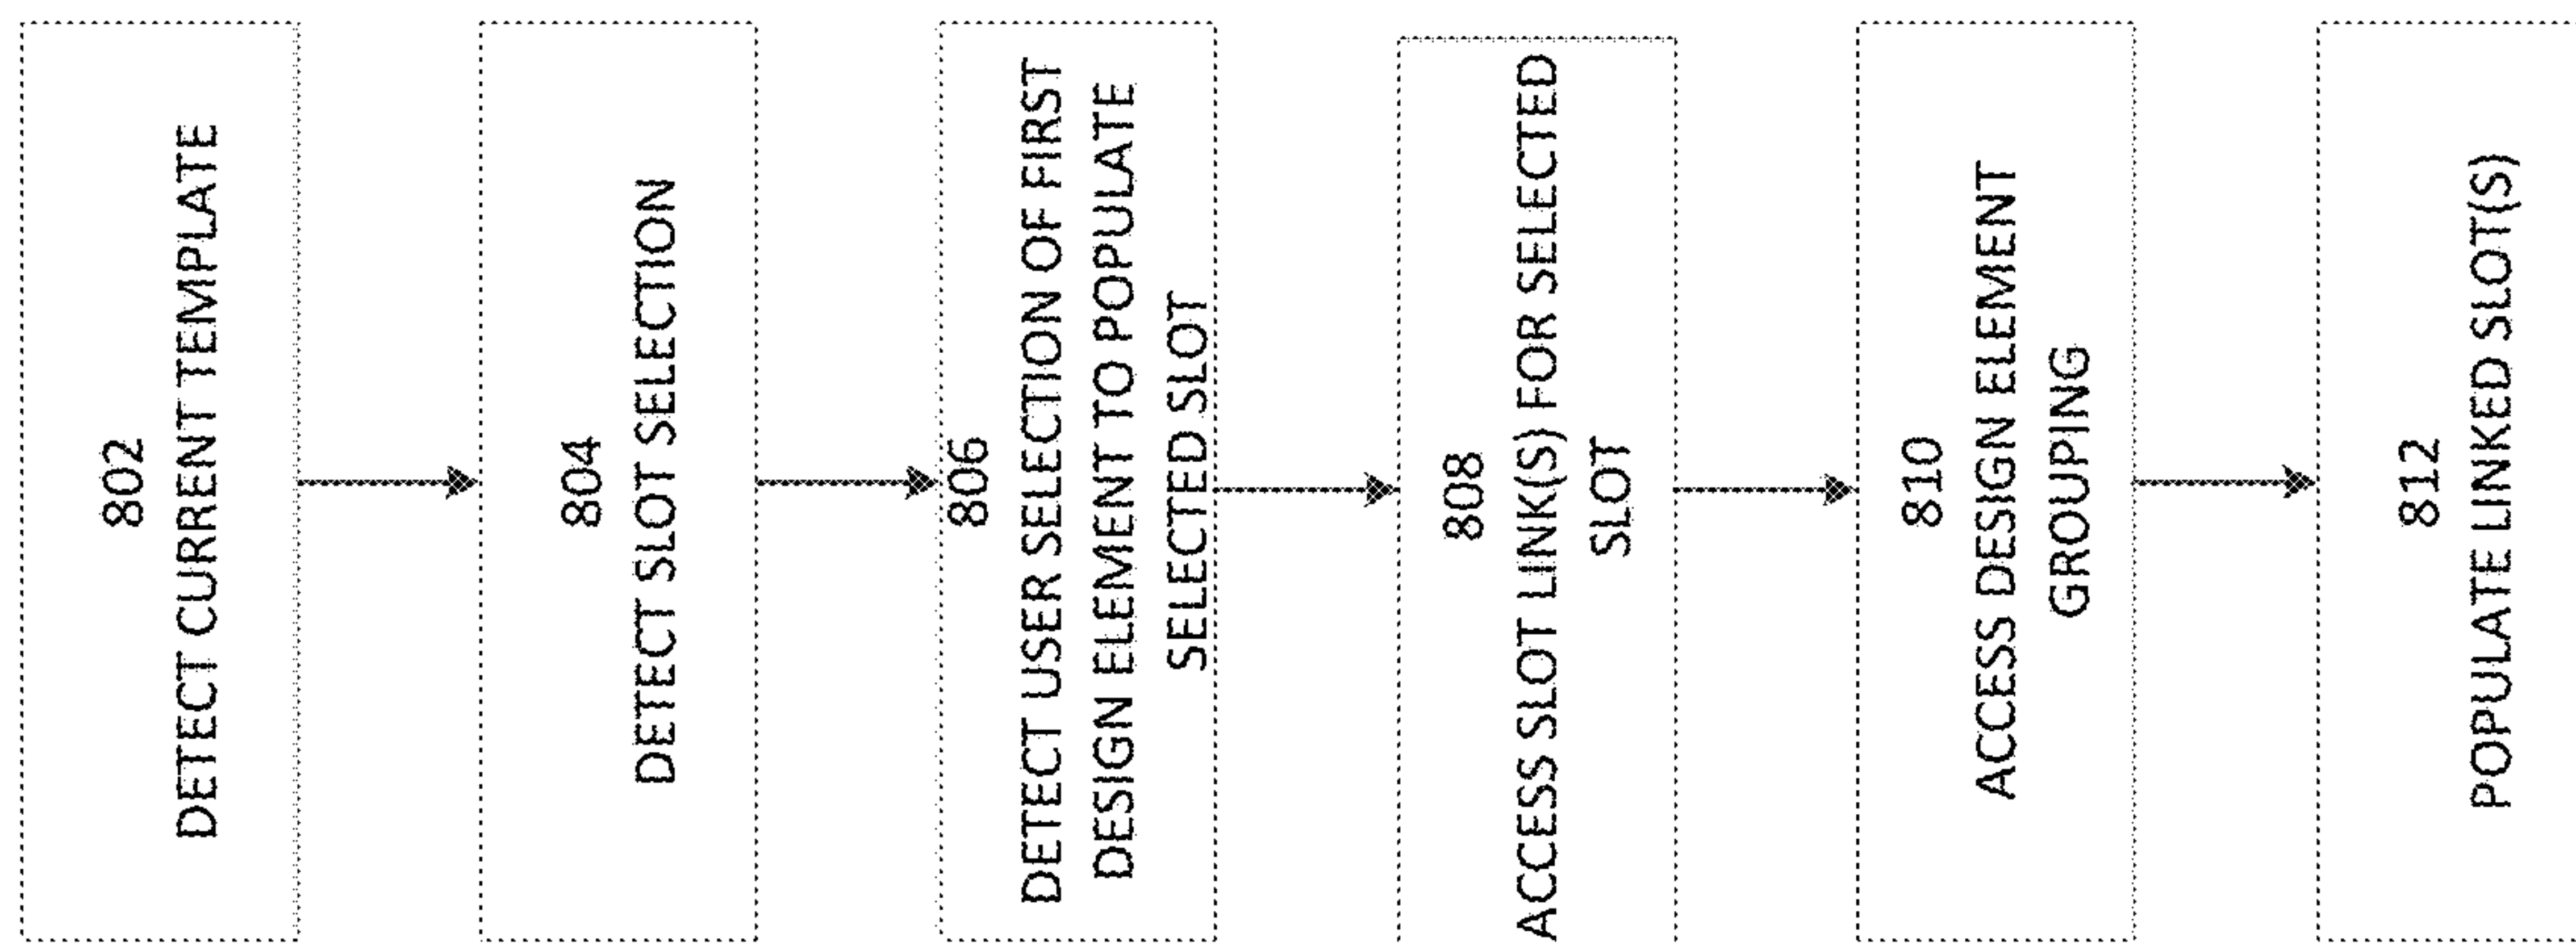 802
DETECT CURRENT TEMPLATE
804
DETECT SLOT SELECTION
806
DETECT USER SELECTION OF FIRST
DESIGN ELEMENT TO POPULATE
SELECTED SLOT
808
ACCESS SLOT LINK(S) FOR SELECTED
SLOT
810
ACCESS DESIGN ELEMENT
GROUPING
812
POPULATE LINKED SLOT(S)